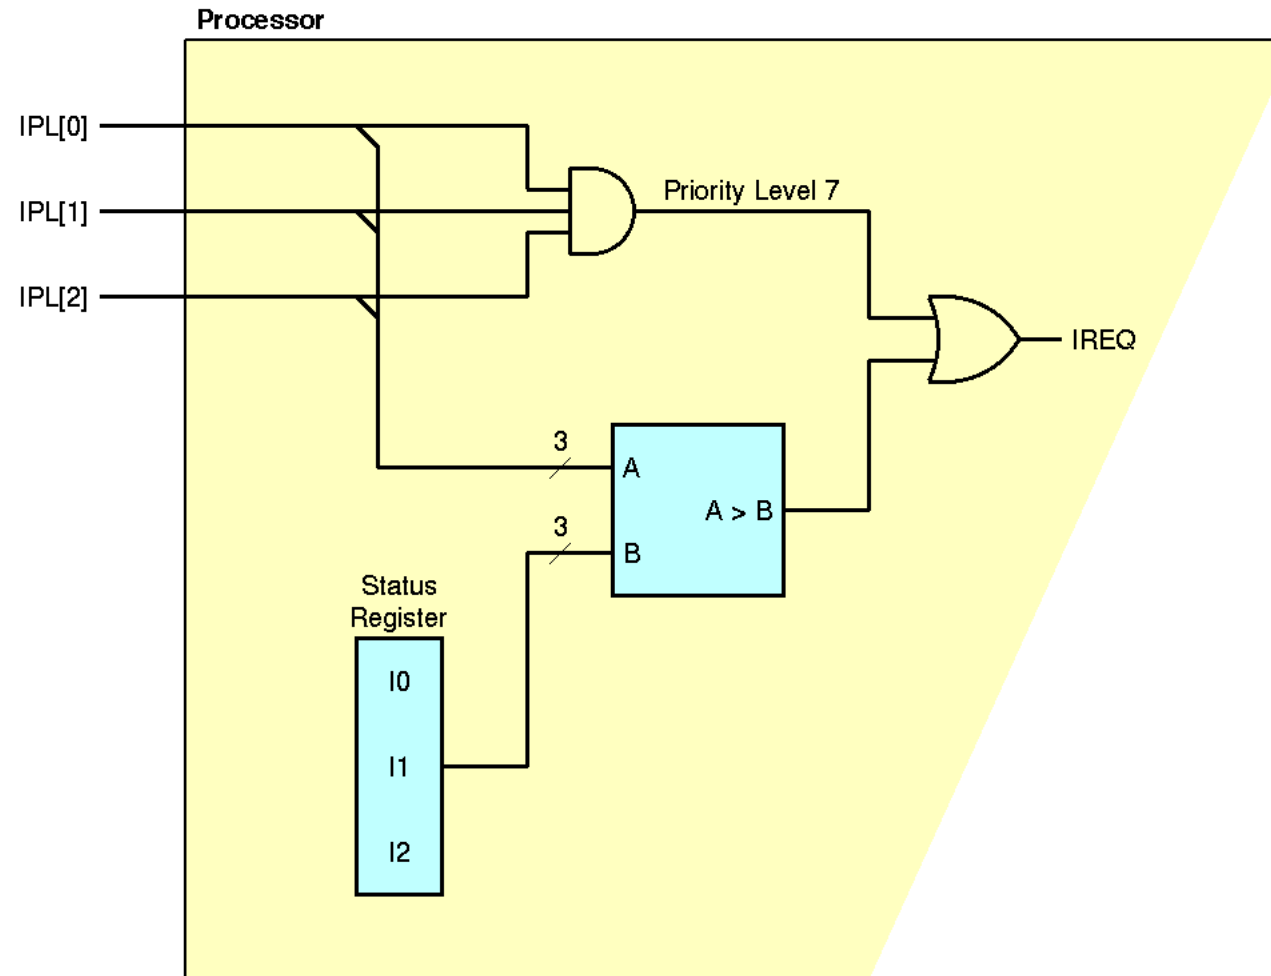 Processor
IPL[0]
IPL[1]
Priority Level 7
IPL[2]
IREQ
3
A
A > B
3
B
Status
Register
I0
I1
I2